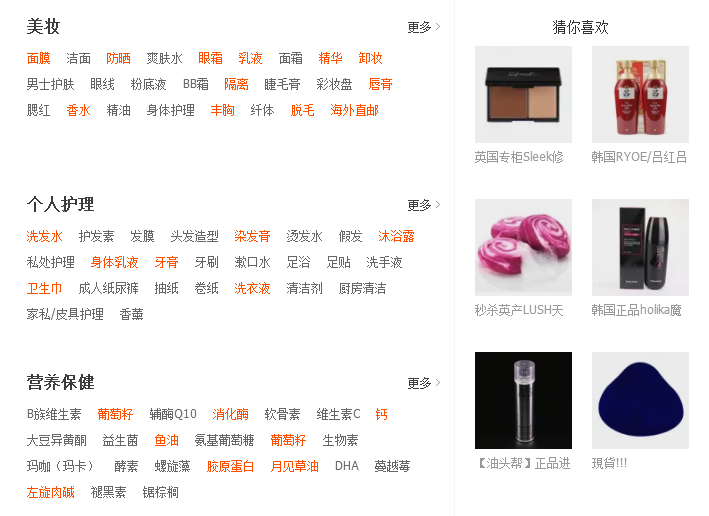 美妆 更多 >
面膜 洁面 防晒 爽肤水 眼霜 乳液 面霜 精华 卸妆
男士护肤 眼线 粉底液 BB霜 隔离 睫毛膏 彩妆盘 唇膏
腮红 香水 精油 身体护理 丰胸 纤体 脱毛 海外直邮
个人护理 更多 >
洗发水 护发素 发膜 头发造型 染发膏 烫发水 假发 沐浴露
私处护理 身体乳液 牙膏 牙刷 漱口水 足浴 足贴 洗手液
卫生巾 成人纸尿裤 抽纸 卷纸 洗衣液 清洁剂 厨房清洁
家私/皮具护理 香薰
营养保健 更多 >
B族维生素 葡萄籽 辅酶Q10 消化酶 软骨素 维生素C 钙
大豆异黄酮 益生菌 鱼油 氨基葡萄糖 葡萄籽 生物素
玛咖（玛卡） 酵素 螺旋藻 胶原蛋白 月见草油 DHA 蔓越莓
左旋肉碱 褪黑素 锯棕榈
猜你喜欢
英国专柜Sleek修 韩国RYOE/吕红吕
秒杀英产LUSH天 韩国正品holika魔
【油头帮】正品进 現貨!!!